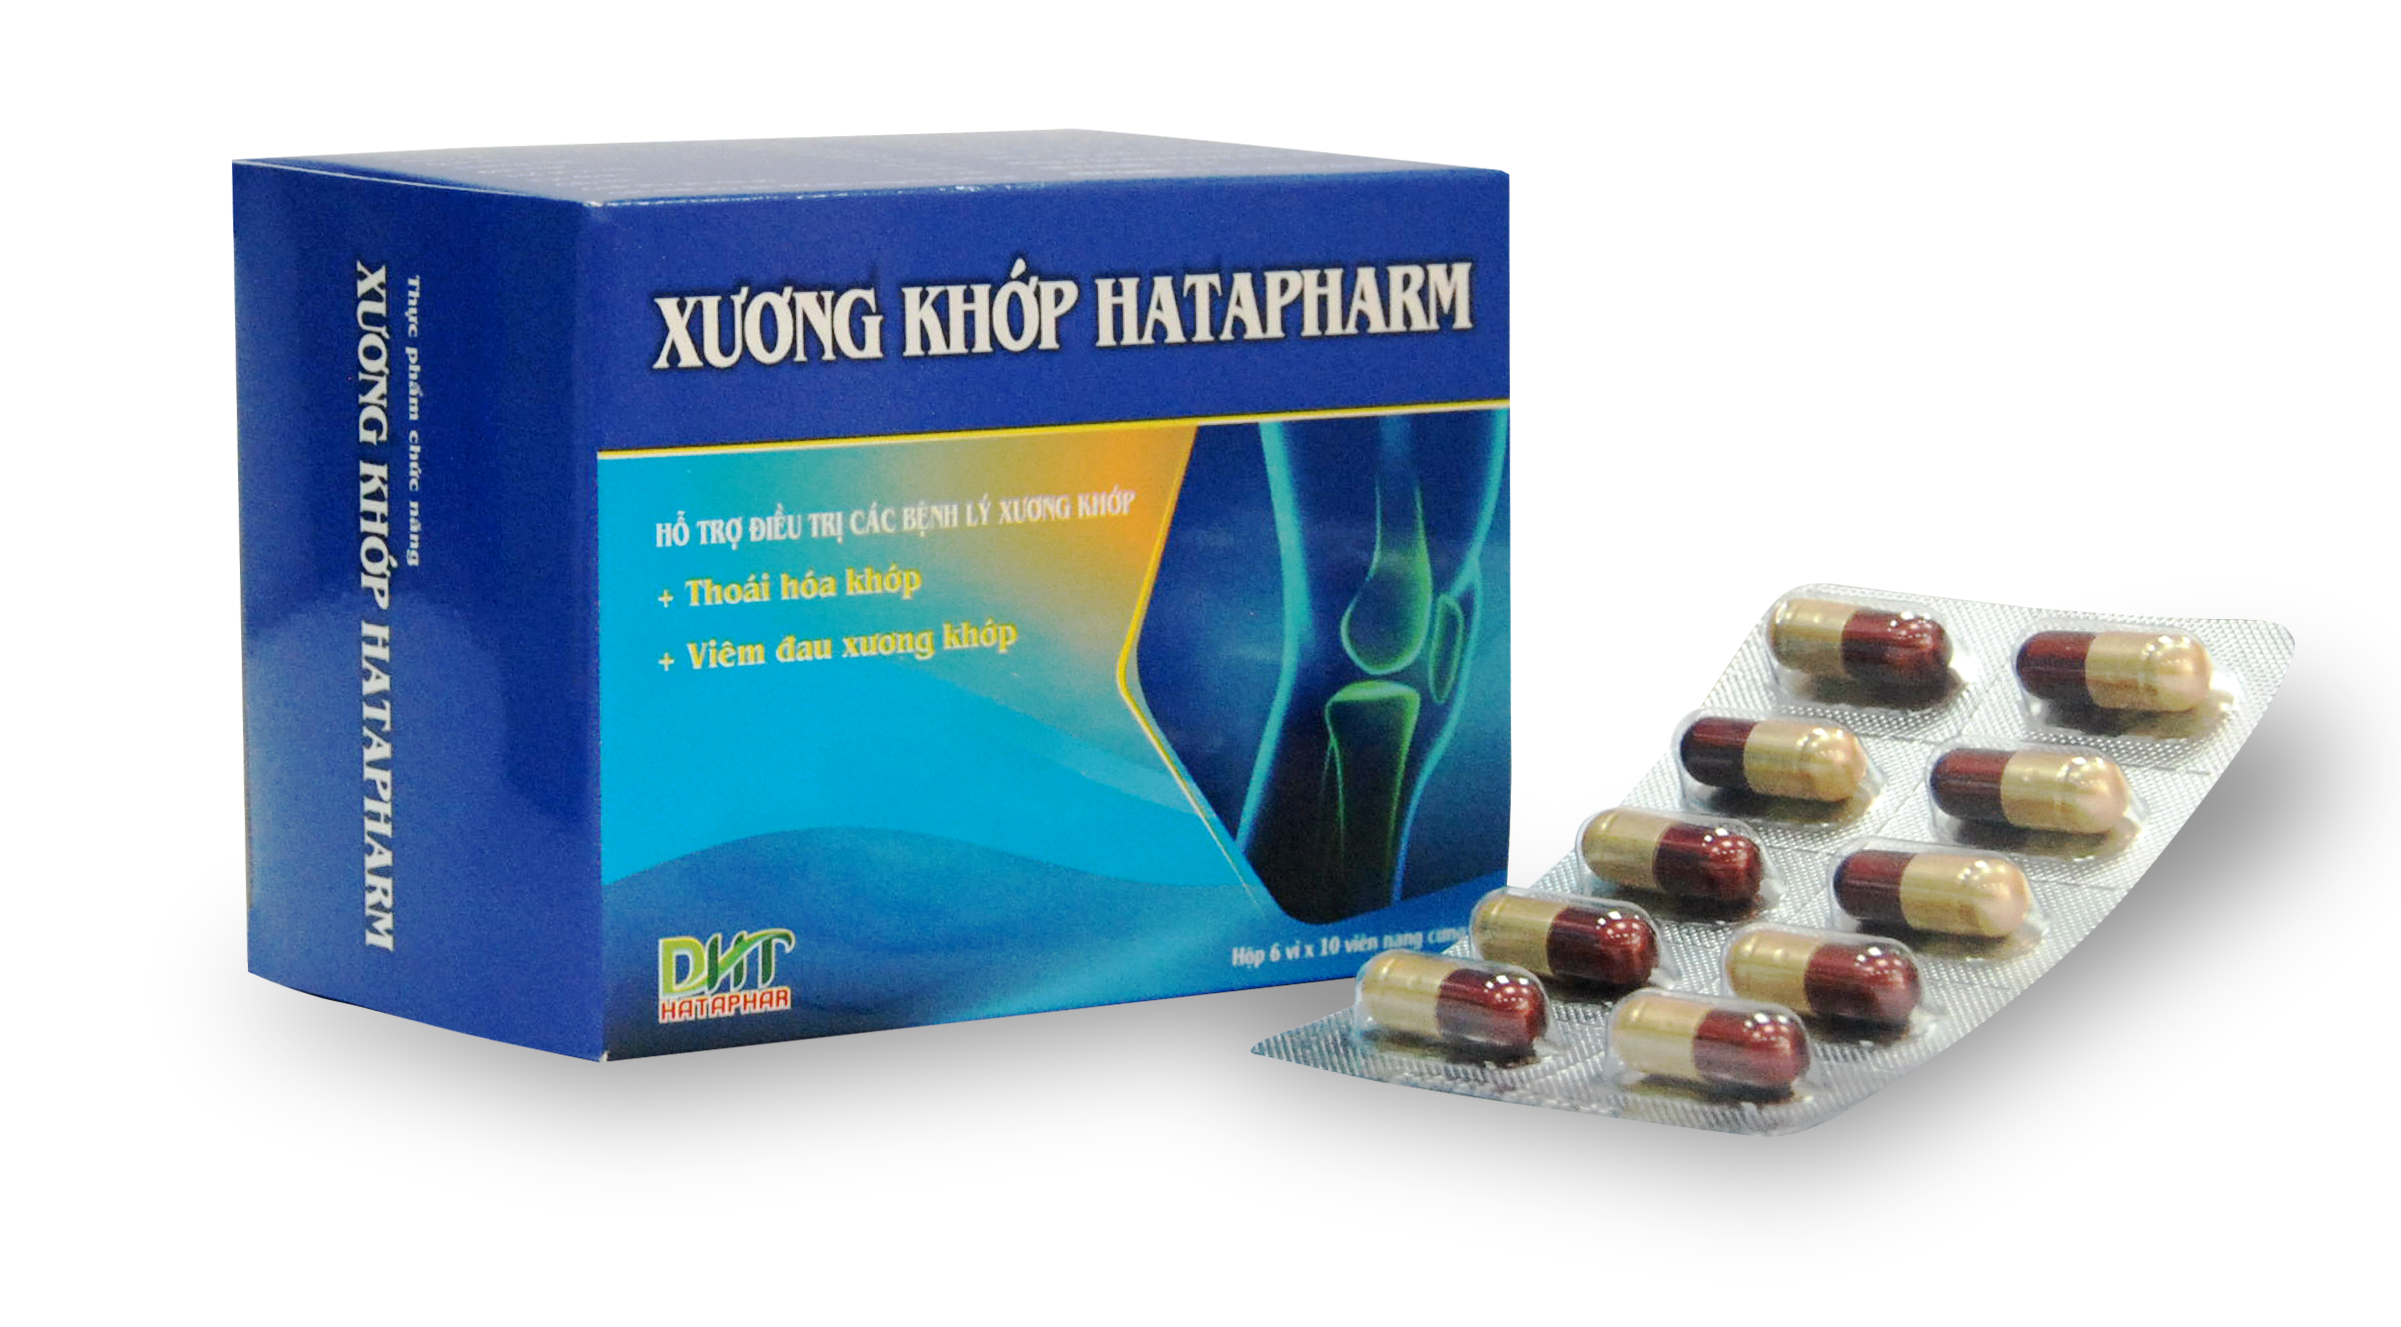 Thực phẩm chức năng
XƯƠNG KHỚP HATAPHARM
XƯƠNG KHỚP HATAPHARM
HỖ TRỢ ĐIỀU TRỊ CÁC BỆNH LÝ XƯƠNG KHỚP
+ Thoái hóa khớp
+ Viêm đau xương khớp
DHT
HATAPHAR
Hộp 6 vỉ x 10 viên nang cứng